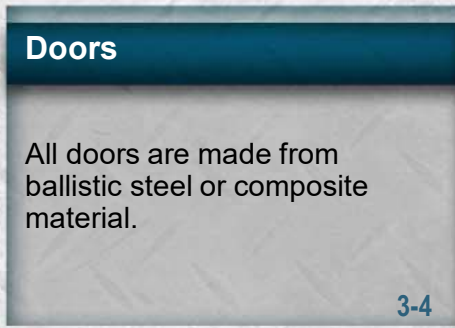 Doors
All doors are made from
ballistic steel or composite
material.
3-4